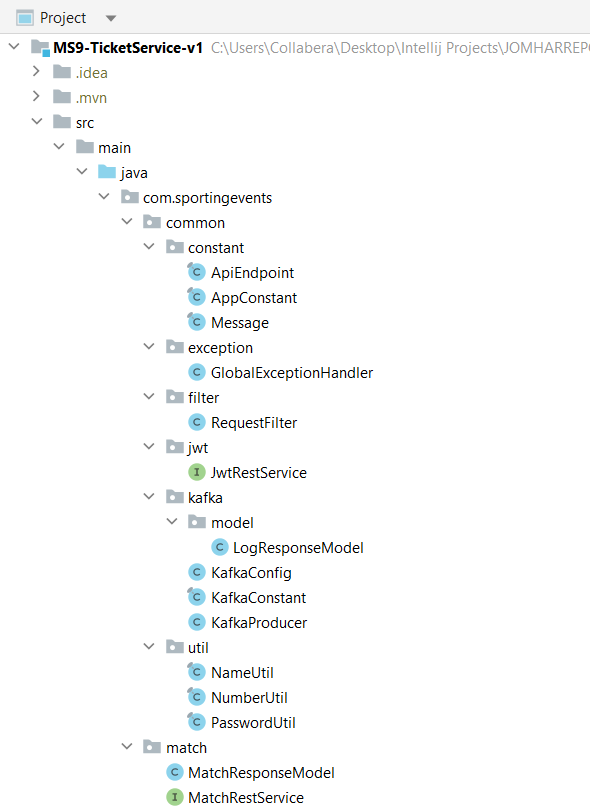 Project
MS9-TicketService-v1 C:\Users\Collabera\Desktop\Intellij Projects\JOMHARREPO
.idea
.mvn
src
main
java
com.sportingevents
common
constant
C ApiEndpoint
C AppConstant
C Message
exception
C GlobalExceptionHandler
filter
C RequestFilter
jwt
I JwtRestService
kafka
model
C LogResponseModel
C KafkaConfig
C KafkaConstant
C KafkaProducer
util
C NameUtil
C NumberUtil
C PasswordUtil
match
C MatchResponseModel
I MatchRestService